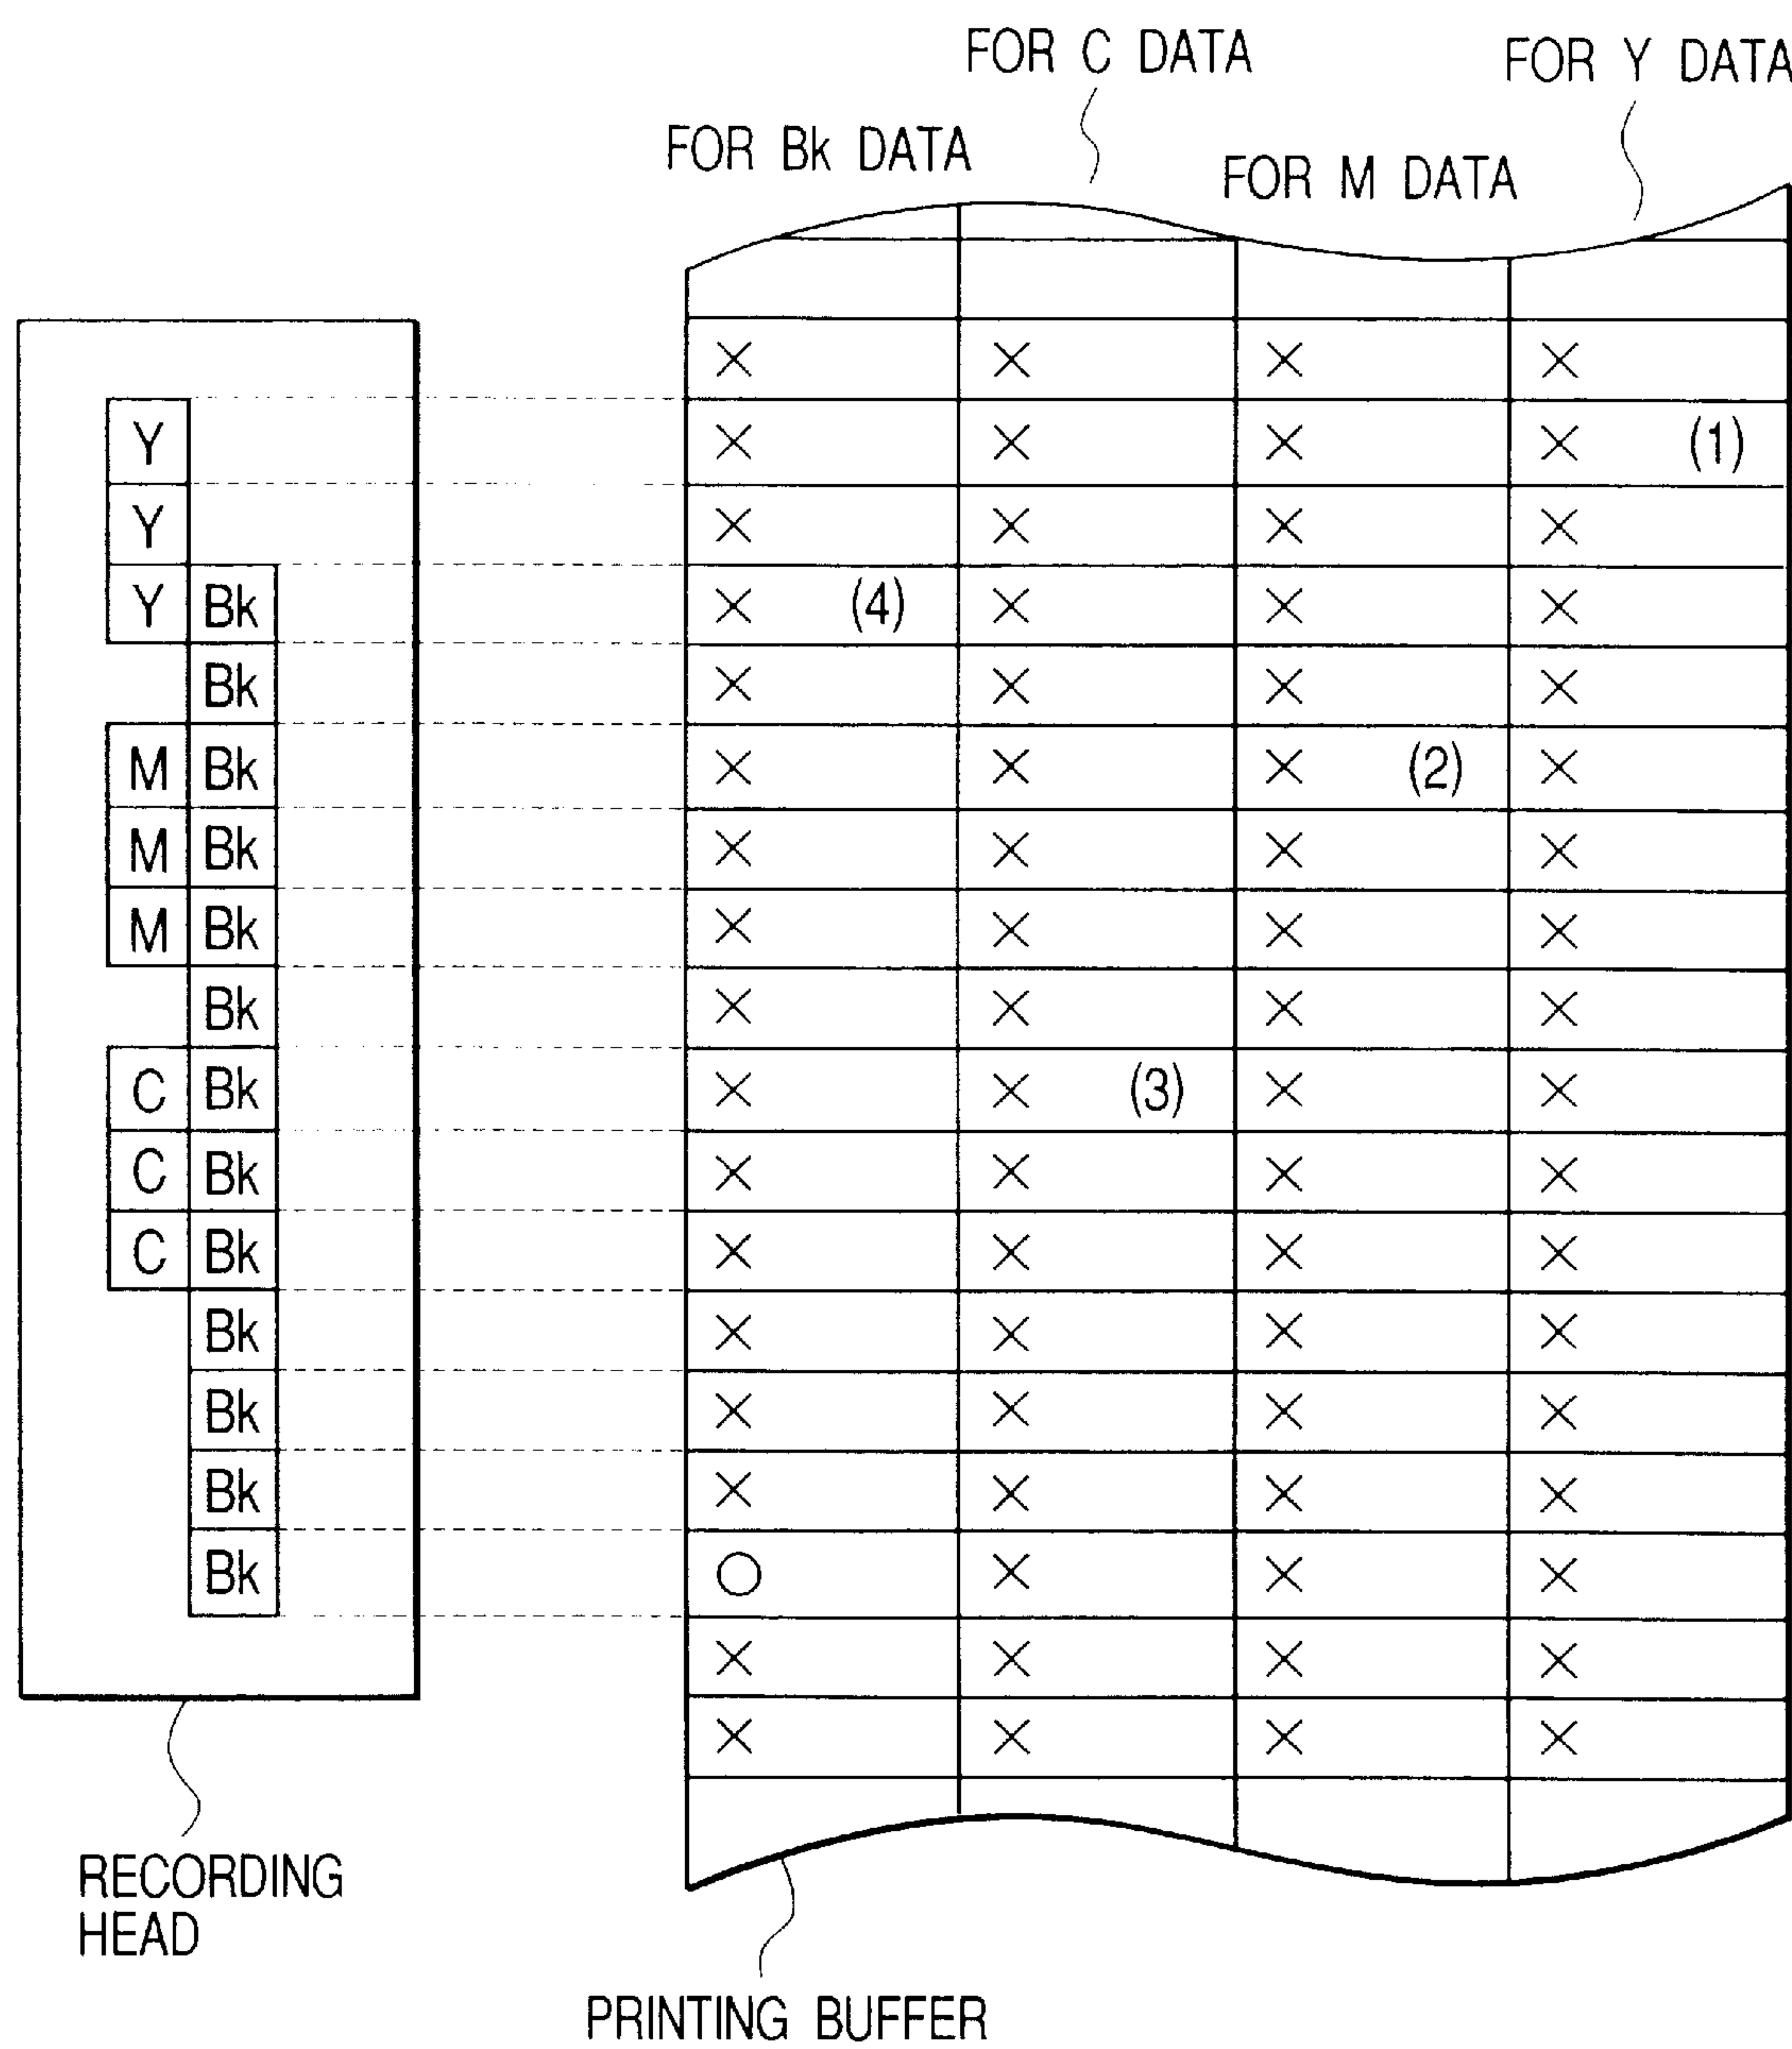 FOR C DATA
FOR Y DATA
FOR Bk DATA
FOR M DATA
× × × ×
Y × × × × (1)
Y × × × ×
Y Bk × (4) × × ×
Bk × × × ×
M Bk × × × (2) ×
M Bk × × × ×
M Bk × × × ×
Bk × × × ×
C Bk × × (3) × ×
C Bk × × × ×
C Bk × × × ×
Bk × × × ×
Bk × × × ×
Bk × × × ×
Bk ○ × × ×
× × × ×
× × × ×
RECORDING
HEAD
PRINTING BUFFER